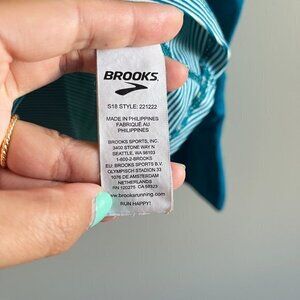 BROOKS
S18 STYLE: 221222
MADE IN PHILIPPINES
FABRIQUÉ AU
PHILIPPINES
BROOKS SPORTS, INC.
3400 STONE WAY N
SEATTLE, WA 98103
1-800-2-BROOKS
EU: BROOKS SPORTS B.V.
OLYMPISCH STADION 33
1076 DE AMSTERDAM
NETHERLANDS
RN 120375 CA 58323
www.brooksrunning.com
RUN HAPPY!